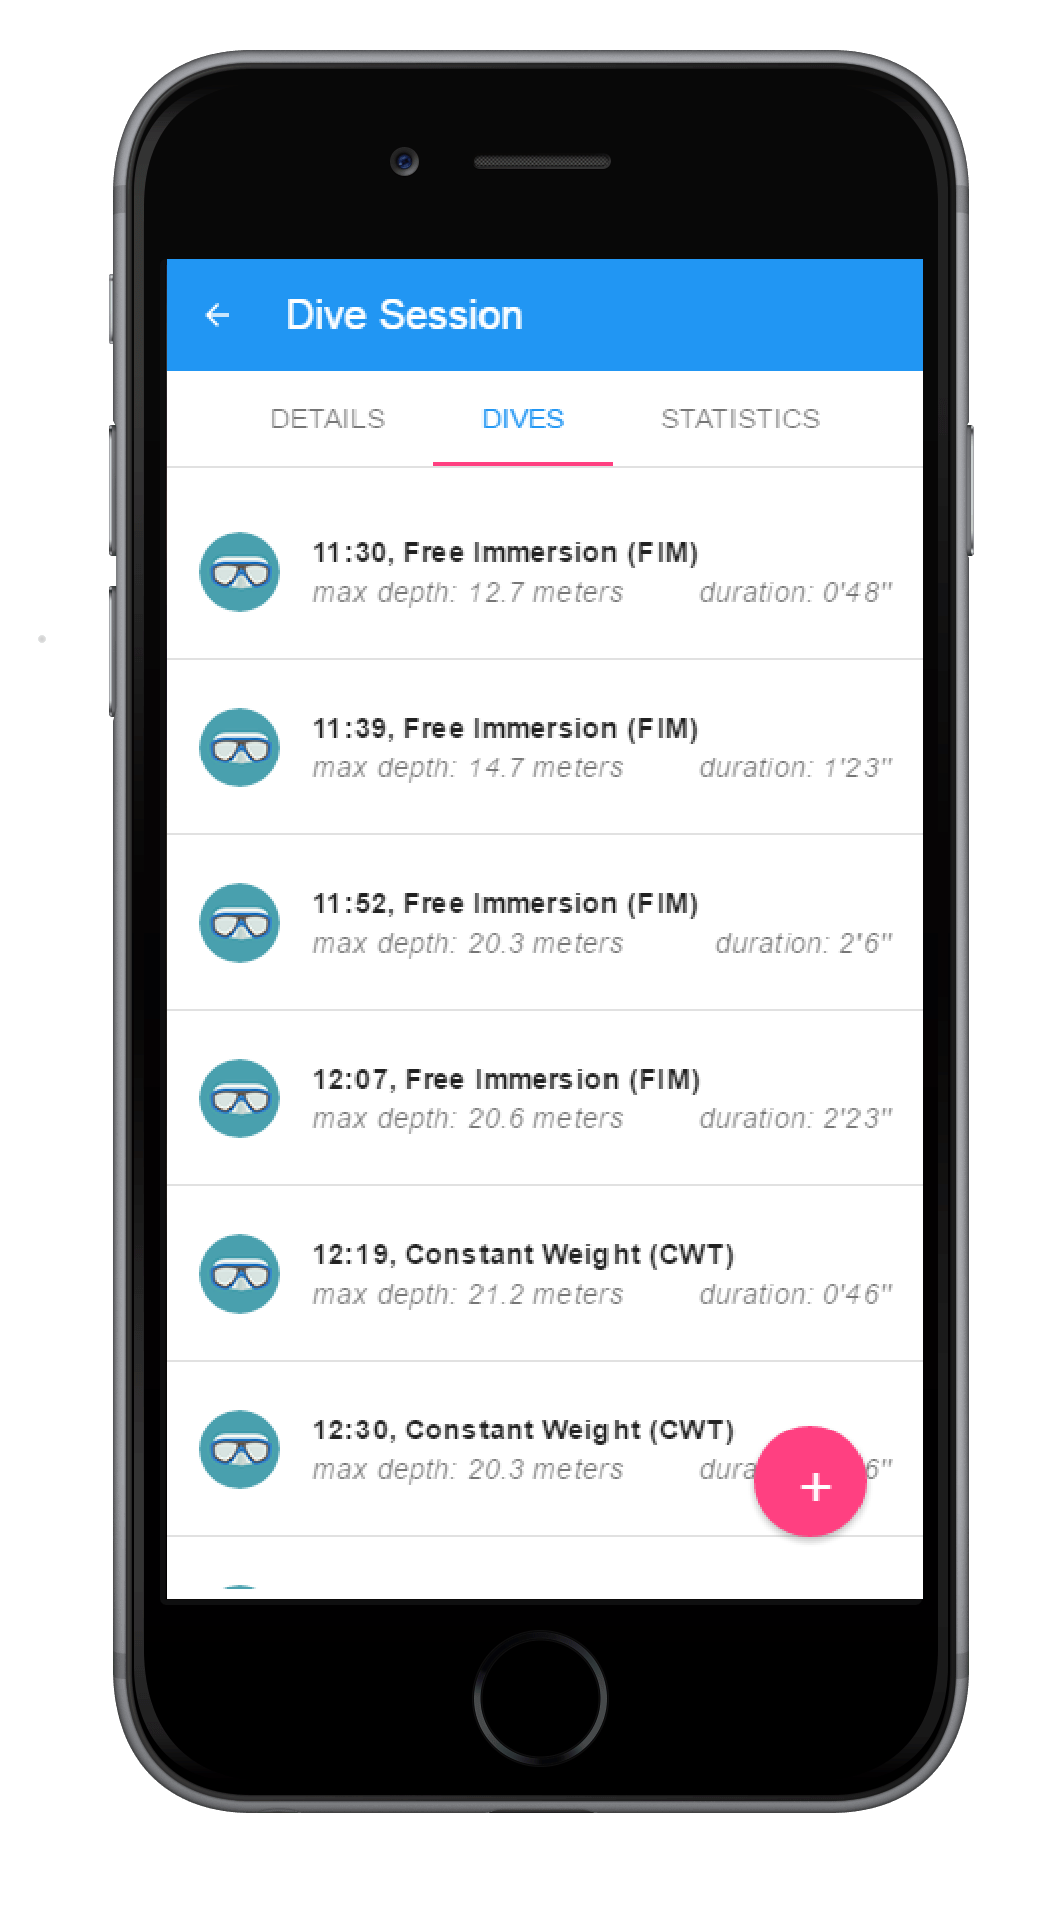 Dive Session
DETAILS DIVES STATISTICS
11:30, Free Immersion (FIM)
max depth: 12.7 meters duration: 0'48"
11:39, Free Immersion (FIM)
max depth: 14.7 meters duration: 1'23"
11:52, Free Immersion (FIM)
max depth: 20.3 meters duration: 2'6"
12:07, Free Immersion (FIM)
max depth: 20.6 meters duration: 2'23"
12:19, Constant Weight (CWT)
max depth: 21.2 meters duration: 0'46"
12:30, Constant Weight (CWT)
max depth: 20.3 meters
+